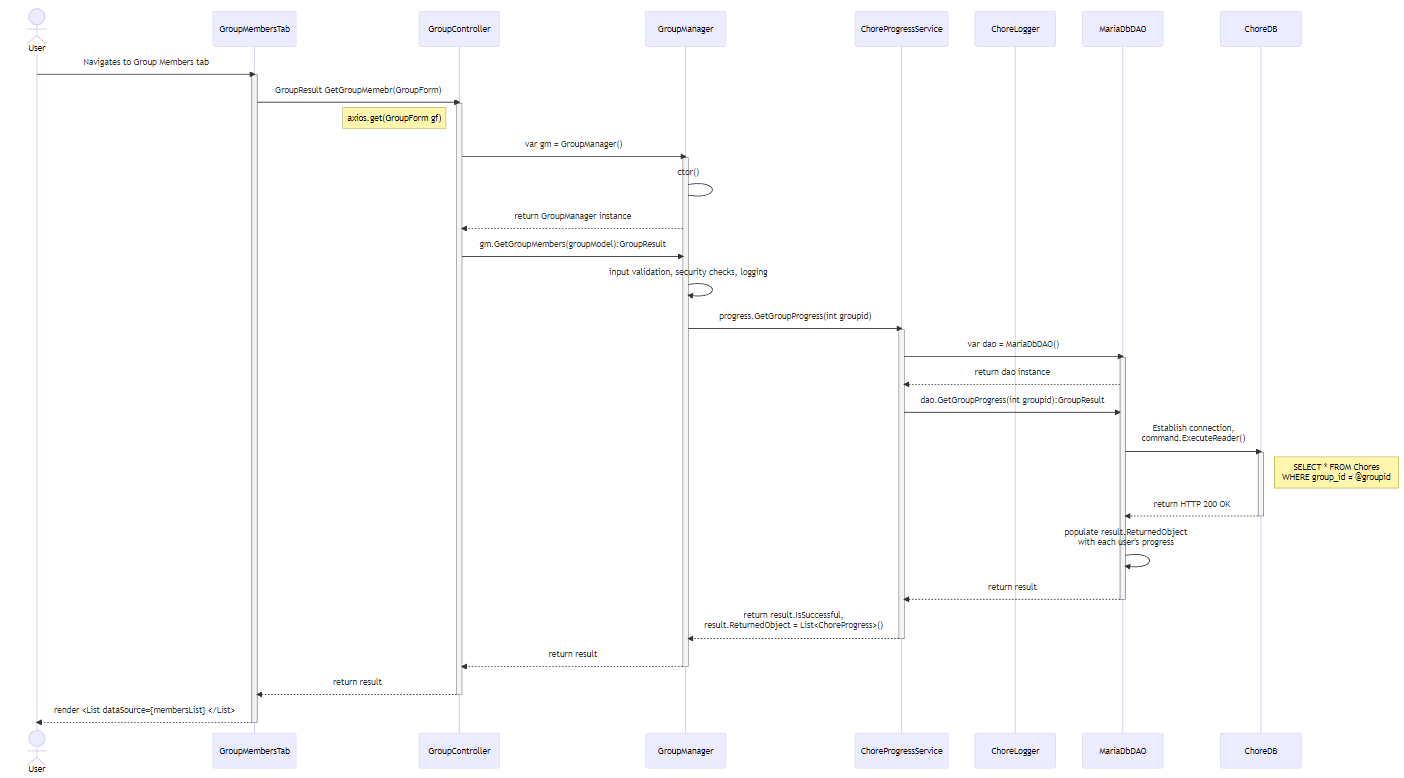 User
GroupMembersTab
GroupController
GroupManager
ChoreProgressService
ChoreLogger
MariaDbDAO
ChoreDB
Navigates to Group Members tab
GroupResult GetGroupMemebr(GroupForm)
axios.get(GroupForm gf)
var gm = GroupManager()
ctor()
return GroupManager instance
gm.GetGroupMembers(groupModel):GroupResult
input validation, security checks, logging
progress.GetGroupProgress(int groupid)
var dao = MariaDbDAO()
return dao instance
dao.GetGroupProgress(int groupid):GroupResult
Establish connection,
command.ExecuteReader()
SELECT * FROM Chores
WHERE group_id = @groupid
return HTTP 200 OK
populate result.ReturnedObject
with each user's progress
return result
return result.IsSuccessful,
result.ReturnedObject = List<ChoreProgress>()
return result
return result
render <List dataSource={membersList} </List>
User
GroupMembersTab
GroupController
GroupManager
ChoreProgressService
ChoreLogger
MariaDbDAO
ChoreDB